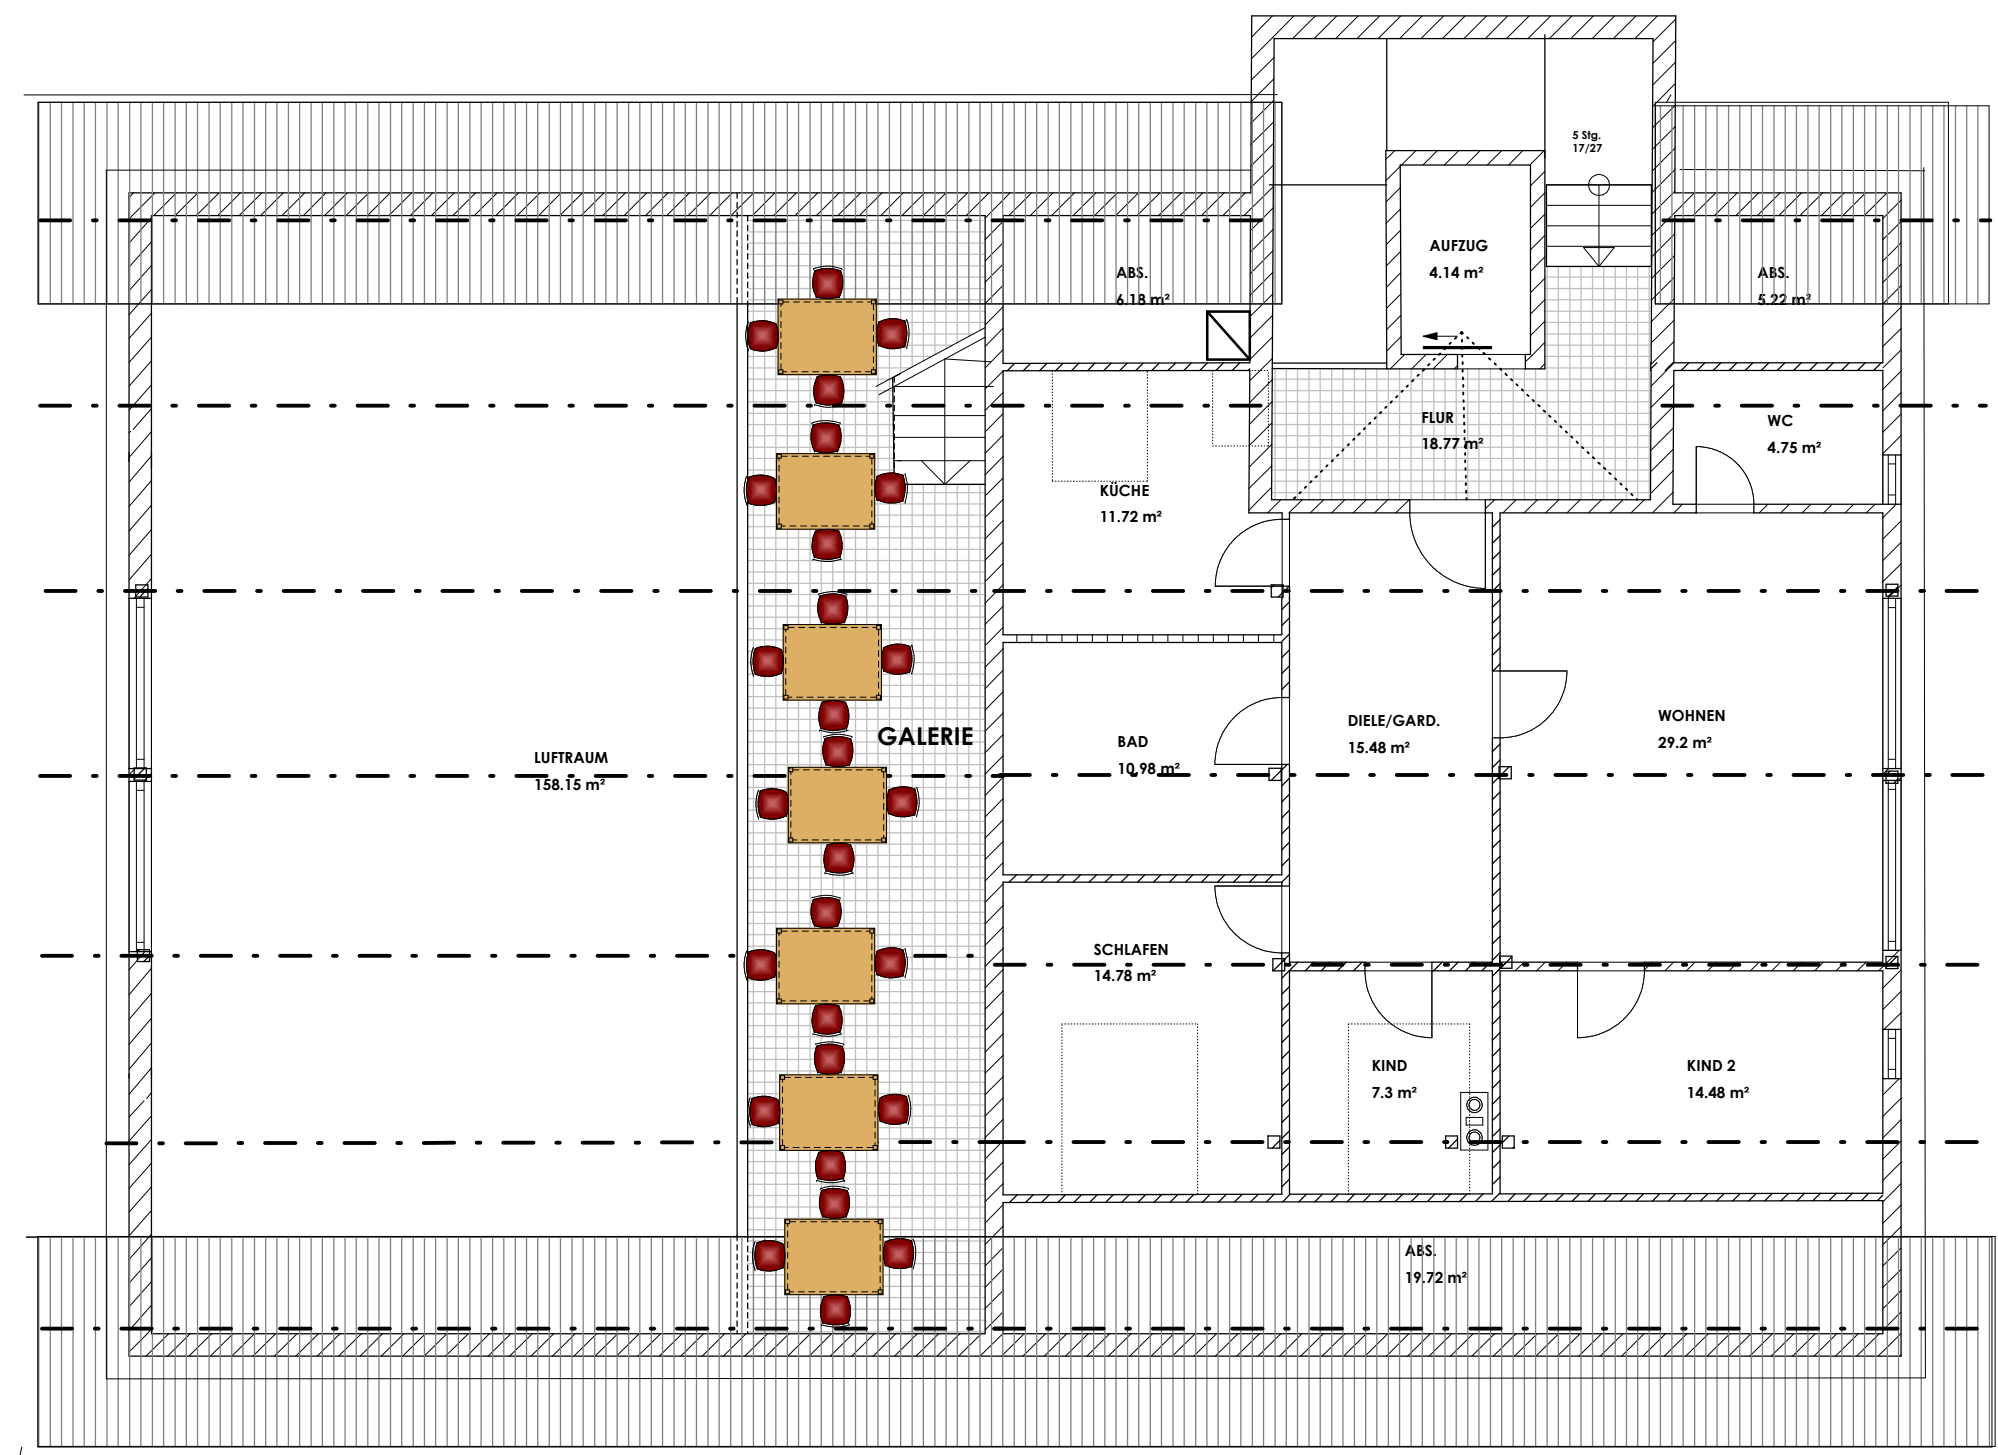 5 Stg.
17/27
AUFZUG
4.14 m²
ABS.
6.18 m²
ABS.
5.22 m²
FLUR
18.77 m²
WC
4.75 m²
KÜCHE
11.72 m²
GALERIE
LUFTRAUM
158.15 m²
BAD
10.98 m²
DIELE/GARD.
15.48 m²
WOHNEN
29.2 m²
SCHLAFEN
14.78 m²
KIND
7.3 m²
KIND 2
14.48 m²
ABS.
19.72 m²